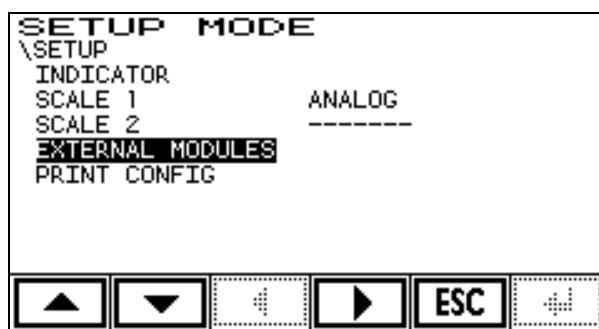 SETUP MODE
\SETUP
INDICATOR
SCALE 1 ANALOG
SCALE 2 -------
EXTERNAL MODULES
PRINT CONFIG
ESC